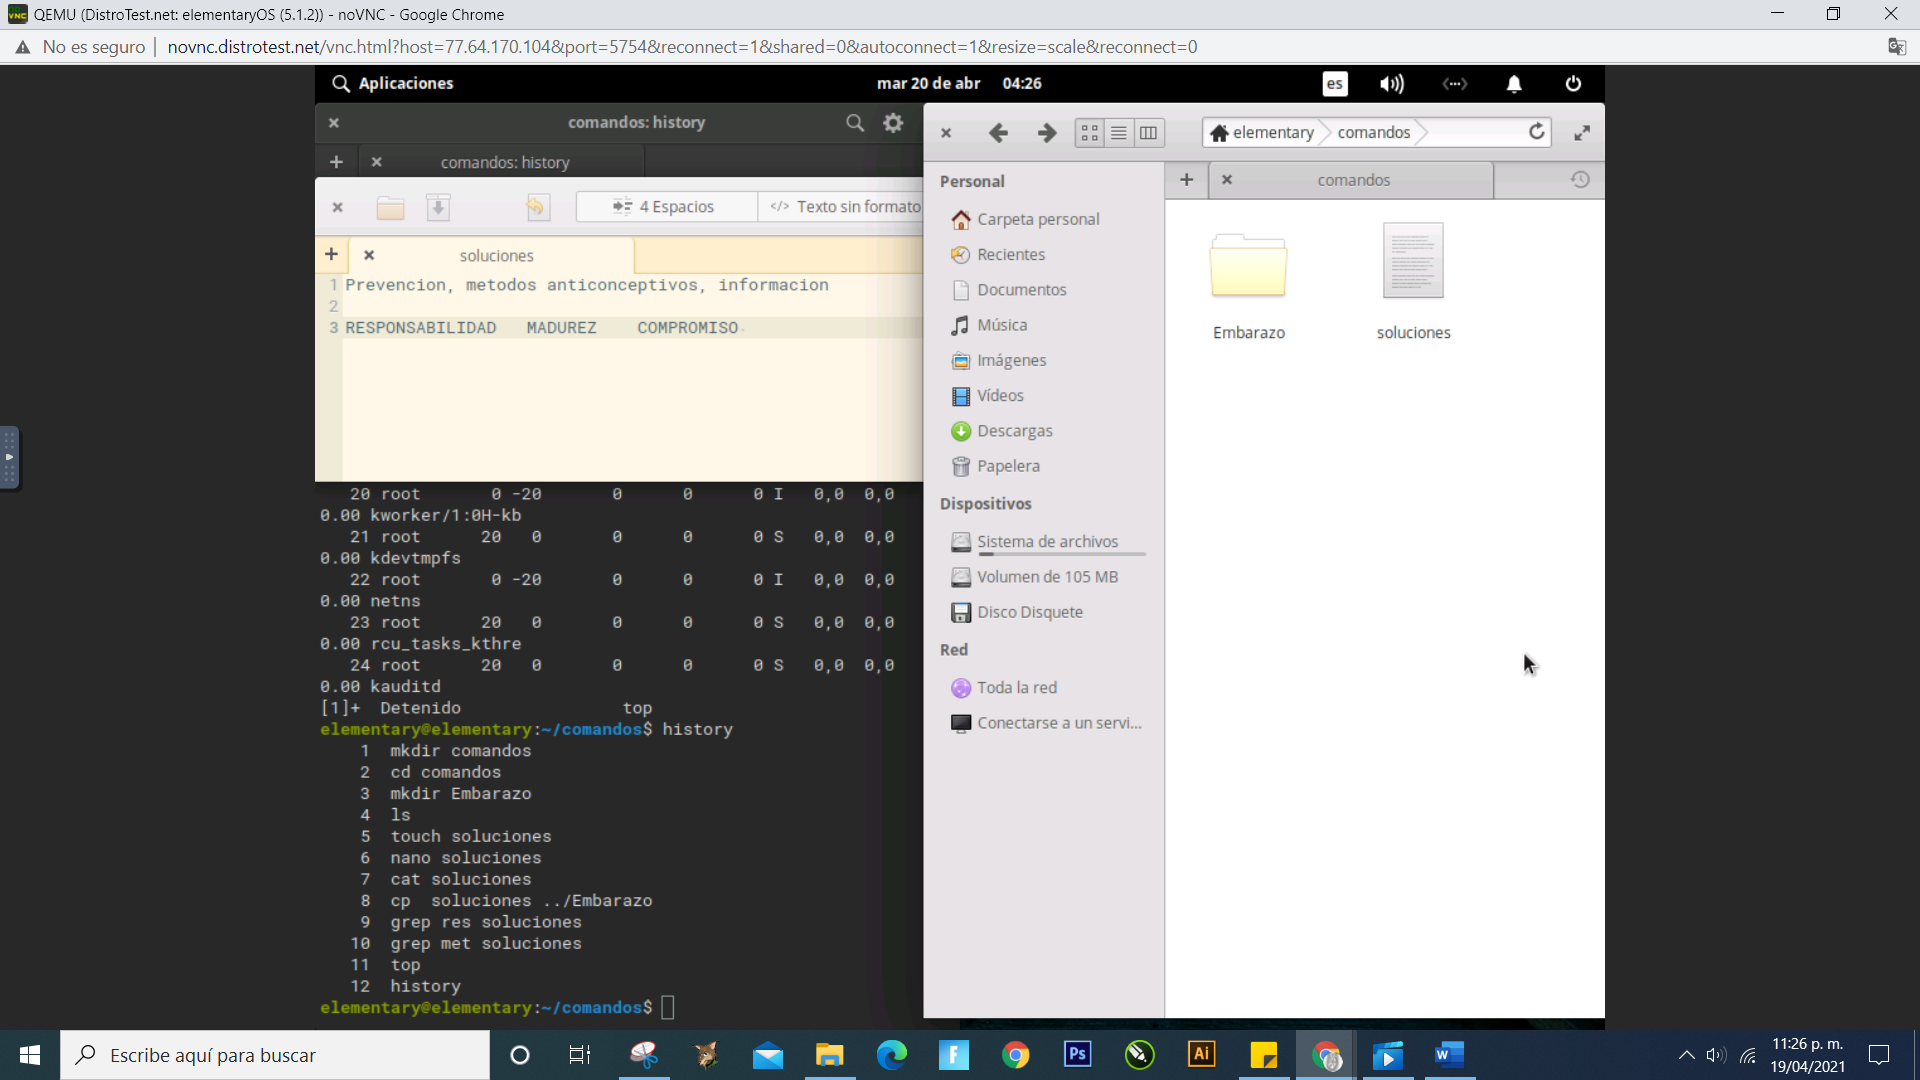 QEMU (DistroTest.net: elementaryOS (5.1.2)) - noVNC - Google Chrome
No es seguro | novnc.distrotest.net/vnc.html?host=77.64.170.104&port=5754&reconnect=1&shared=0&autoconnect=1&resize=scale&reconnect=0
Aplicaciones
mar 20 de abr 04:26
es
comandos: history
comandos: history
4 Espacios
</> Texto sin formato
soluciones
1 Prevencion, metodos anticonceptivos, informacion
2
3 RESPONSABILIDAD MADUREZ COMPROMISO
20 root 0 -20 0 0 0 I 0,0 0,0
0.00 kworker/1:0H-kb
21 root 20 0 0 0 0 S 0,0 0,0
0.00 kdevtmpfs
22 root 0 -20 0 0 0 I 0,0 0,0
0.00 netns
23 root 20 0 0 0 0 S 0,0 0,0
0.00 rcu_tasks_kthre
24 root 20 0 0 0 0 S 0,0 0,0
0.00 kauditd
[1]+ Detenido top
elementary@elementary:~/comandos$ history
1 mkdir comandos
2 cd comandos
3 mkdir Embarazo
4 ls
5 touch soluciones
6 nano soluciones
7 cat soluciones
8 cp soluciones ../Embarazo
9 grep res soluciones
10 grep met soluciones
11 top
12 history
elementary@elementary:~/comandos$
elementary comandos
comandos
Personal
Carpeta personal
Recientes
Documentos
Música
Imágenes
Vídeos
Descargas
Papelera
Dispositivos
Sistema de archivos
Volumen de 105 MB
Disco Disquete
Red
Toda la red
Conectarse a un servi...
Embarazo
soluciones
Escribe aquí para buscar
Ps
Ai
11:26 p. m.
19/04/2021